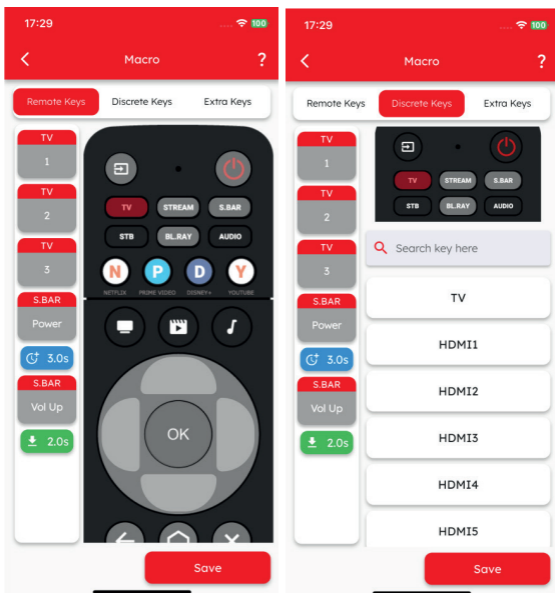 17:29
100
Macro
?
Remote Keys Discrete Keys Extra Keys
TV
1
TV
2
TV
3
S.BAR
Power
3.0s
S.BAR
Vol Up
2.0s
TV STREAM S.BAR
STB BL.RAY AUDIO
N P D Y
NETFLIX PRIME VIDEO DISNEY+ YOUTUBE
OK
Save
17:29
100
Macro
?
Remote Keys Discrete Keys Extra Keys
TV
1
TV
2
TV
3
S.BAR
Power
3.0s
S.BAR
Vol Up
2.0s
TV STREAM S.BAR
STB BL.RAY AUDIO
Search key here
TV
HDMI1
HDMI2
HDMI3
HDMI4
HDMI5
Save